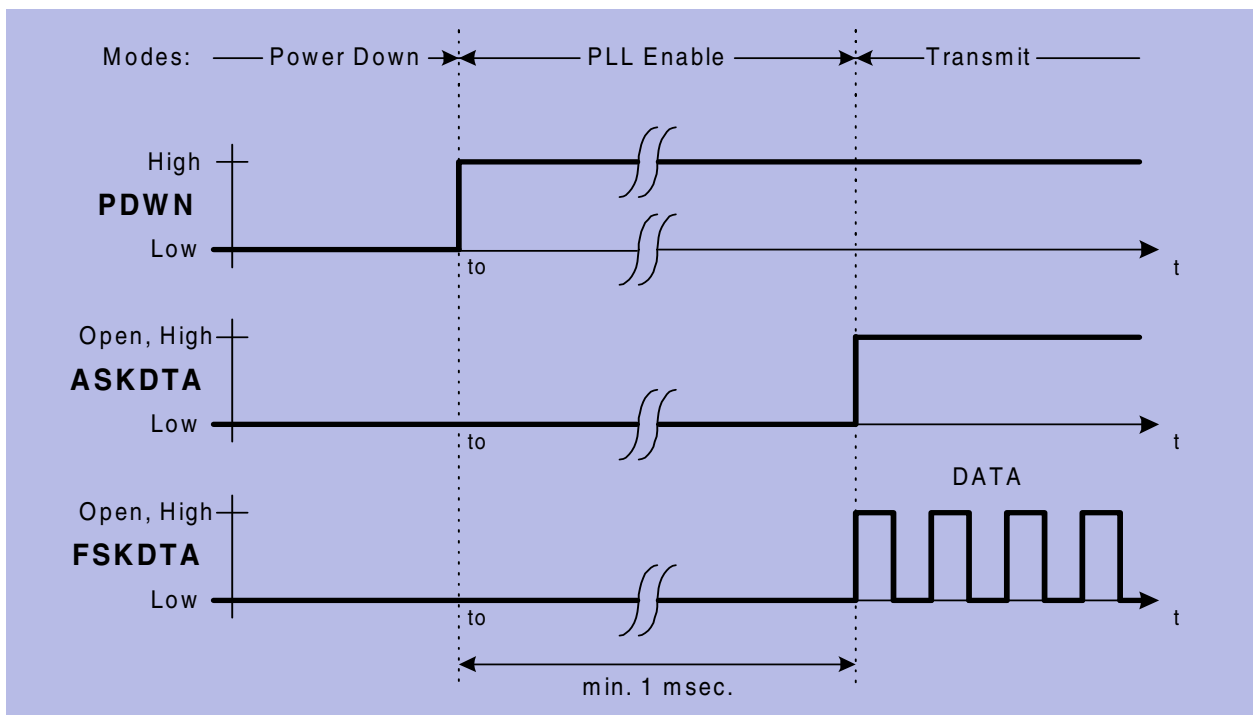 Modes: Power Down PLL Enable Transmit
High
PDWN
Low
to
t
Open, High
ASKDTA
Low
to
t
DATA
Open, High
FSKDTA
Low
to
t
min. 1 msec.